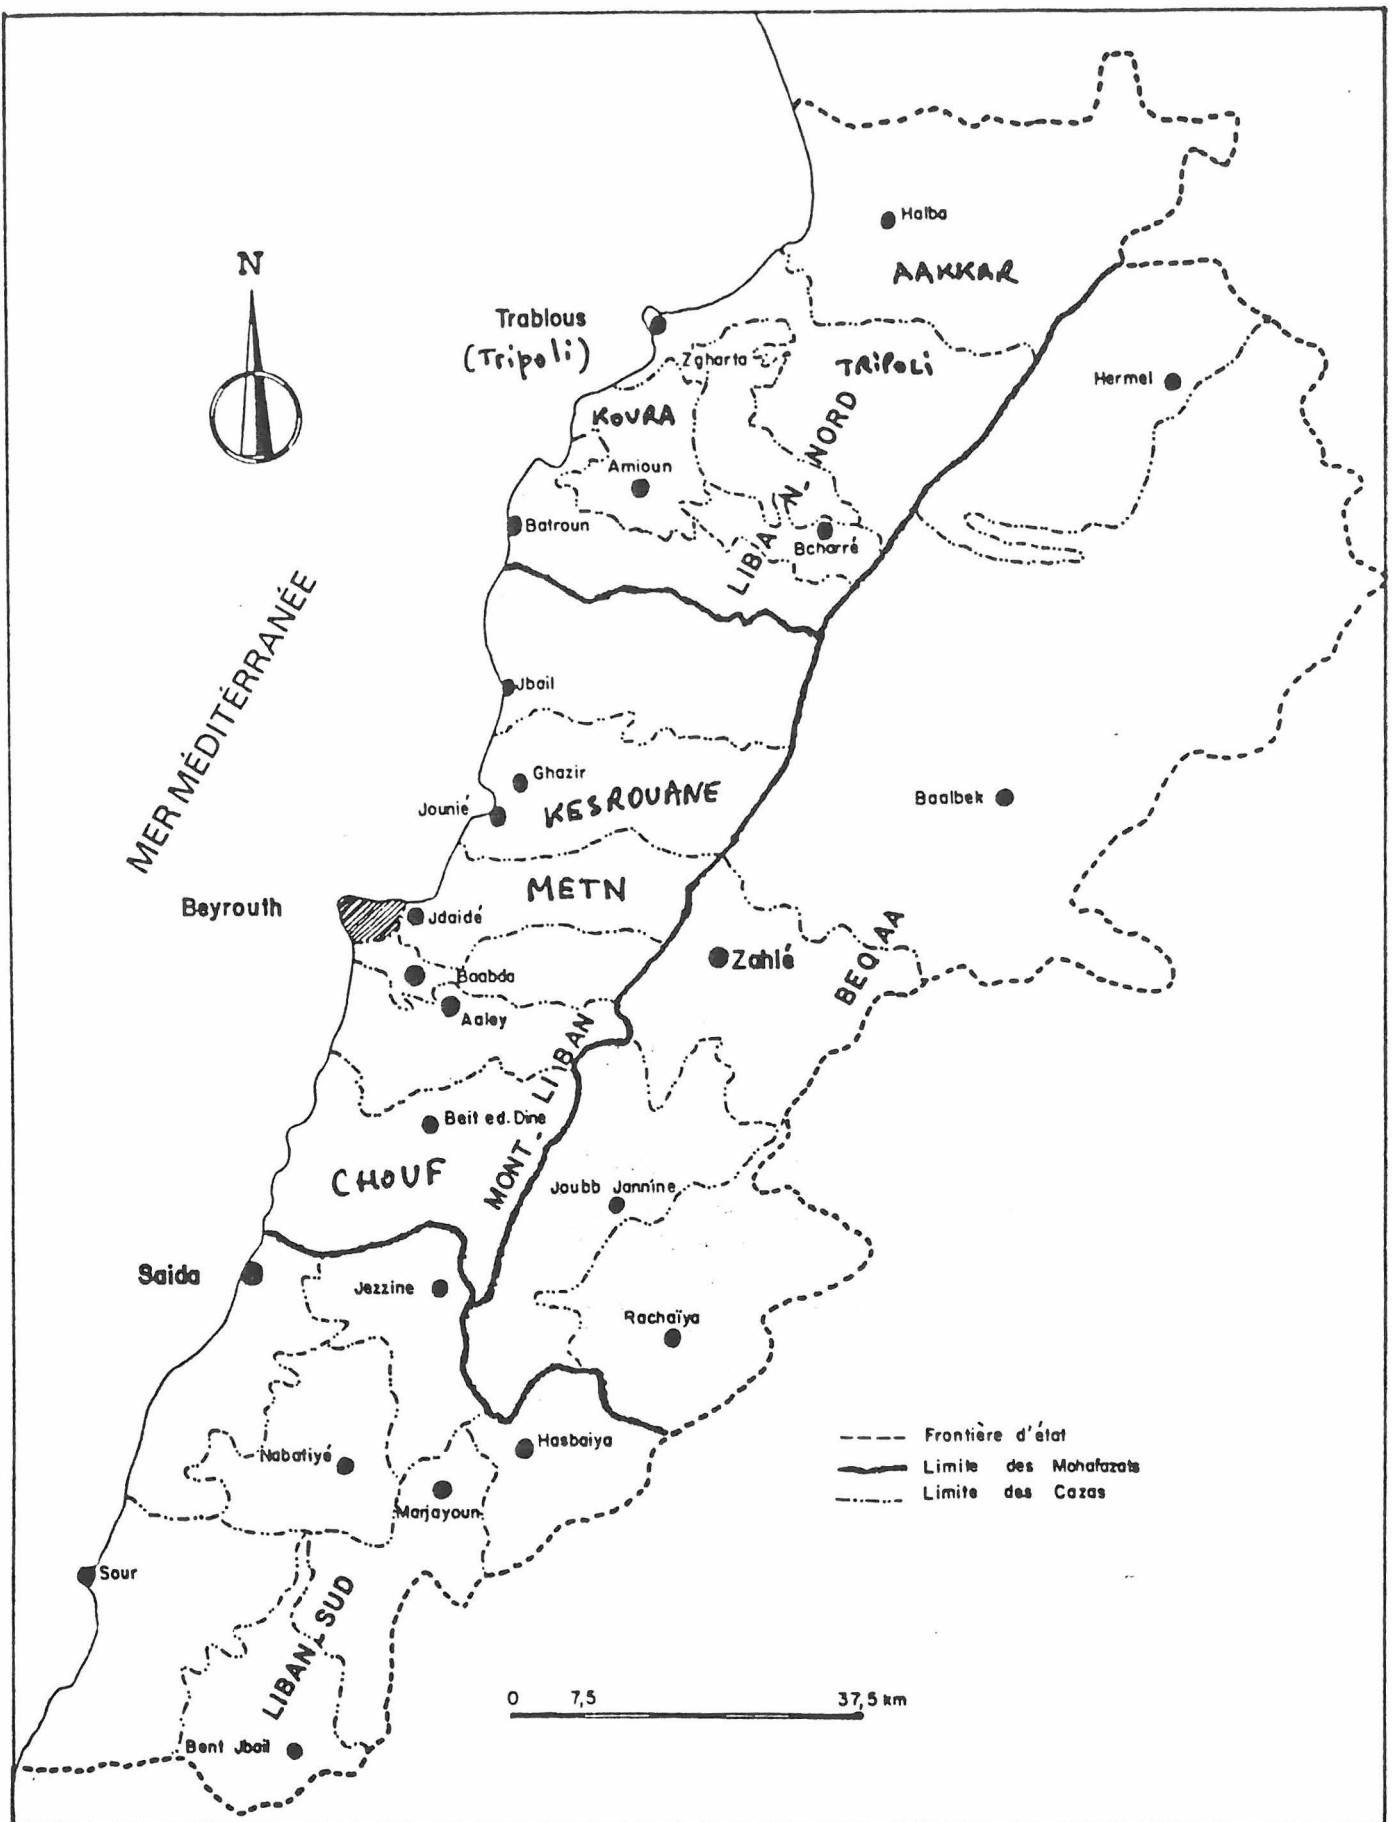 N
Halba
AAKKAR
Trablous
(Tripoli)
Zgharta
TRIPOLI
Hermel
KOURA
Amioun
Batroun
Bcharré
LIBAN-NORD
MER MÉDITÉRRANÉE
Jbail
Ghazir
Jounié
KESROUANE
Baalbek
METN
Beyrouth
Jdaidé
Zahlé
BEQAA
Baabda
Aaley
MONT-LIBAN
Beit ed. Dine
CHOUF
Joubb Jannine
Saida
Jezzine
Rachaïya
Hasbaiya
Nabatiyé
Marjayoun
Frontière d'état
Limite des Mohafazats
Limite des Cazas
Sour
LIBAN-SUD
0 7,5 37,5 km
Bent Jbail